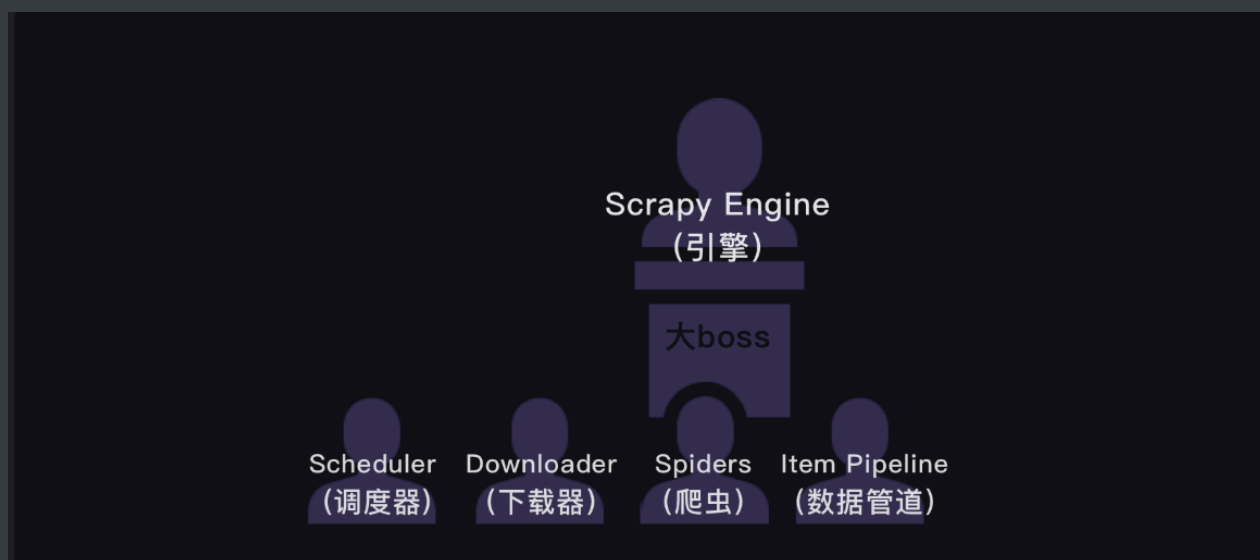 Scrapy Engine
(引擎)
大boss
Scheduler
(调度器)
Downloader
(下载器)
Spiders
(爬虫)
Item Pipeline
(数据管道)